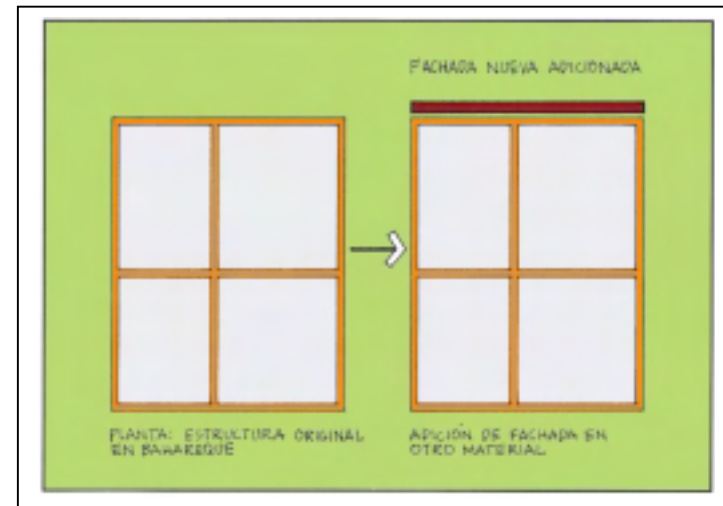 FACHADA NUEVA ADICIONADA
PLANTA: ESTRUCTURA ORIGINAL
EN BAHAREQUE
ADICIÓN DE FACHADA EN
OTRO MATERIAL